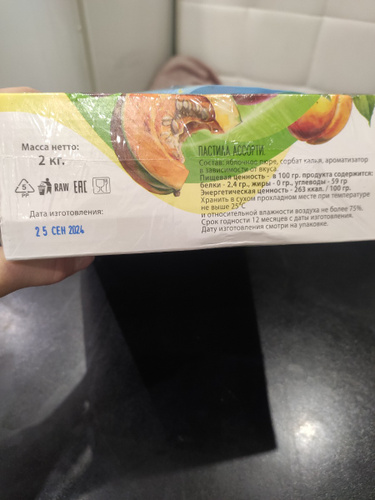 Масса нетто:
2 кг.
5
PP
RAW EAC
Дата изготовления:
25 СЕН 2024
ПАСТИЛА АССОРТИ
Состав: яблочное пюре, сорбат калия, ароматизатор
в зависимости от вкуса.
Пищевая ценность - в 100 гр. продукта содержится:
белки - 2,4 гр., жиры - 0 гр., углеводы - 59 гр
Энергетическая ценность - 263 ккал. / 100 гр.
Хранить в сухом прохладном месте при температуре
не выше 25°С
и относительной влажности воздуха не более 75%
Срок годности 12 месяцев с даты изготовления.
Дату изготовления смотри на упаковке.